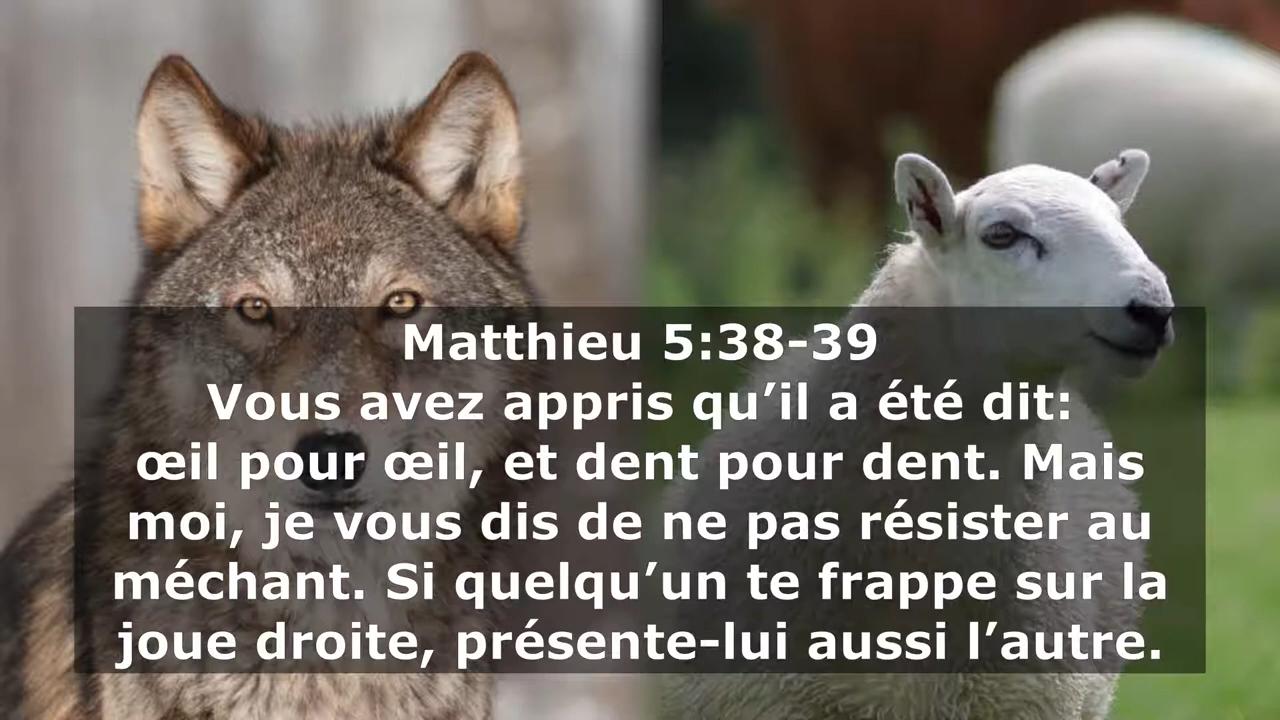 Matthieu 5:38-39
Vous avez appris qu’il a été dit:
œil pour œil, et dent pour dent. Mais
moi, je vous dis de ne pas résister au
méchant. Si quelqu’un te frappe sur la
joue droite, présente-lui aussi l’autre.